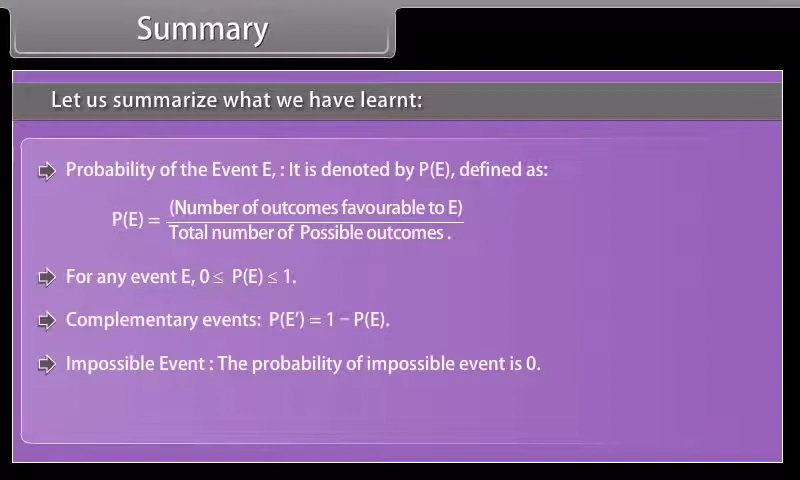 Summary
Let us summarize what we have learnt:
Probability of the Event E, : It is denoted by P(E), defined as:
P(E) = (Number of outcomes favourable to E) / Total number of Possible outcomes .
For any event E, 0 ≤ P(E) ≤ 1.
Complementary events: P(E’) = 1 – P(E).
Impossible Event : The probability of impossible event is 0.